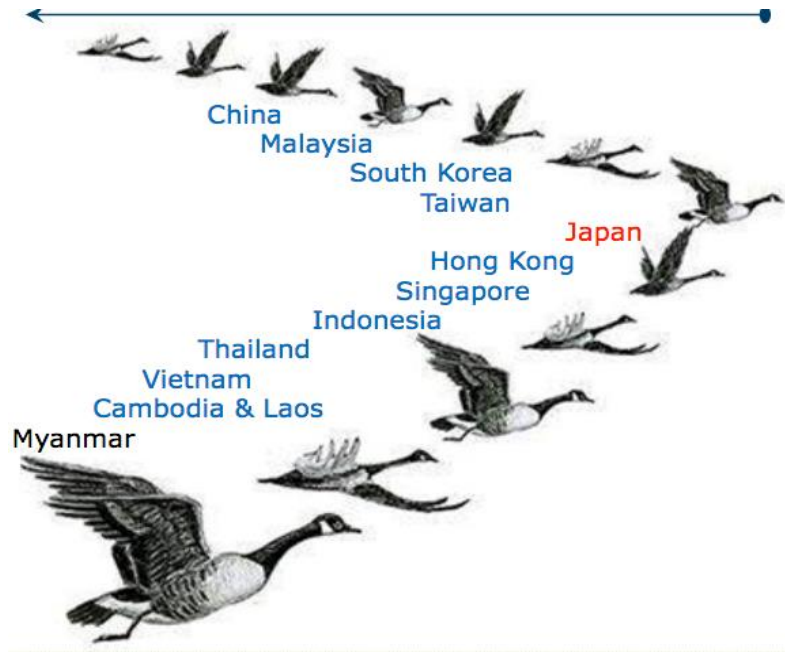 China
Malaysia
South Korea
Taiwan
Japan
Hong Kong
Singapore
Indonesia
Thailand
Vietnam
Cambodia & Laos
Myanmar